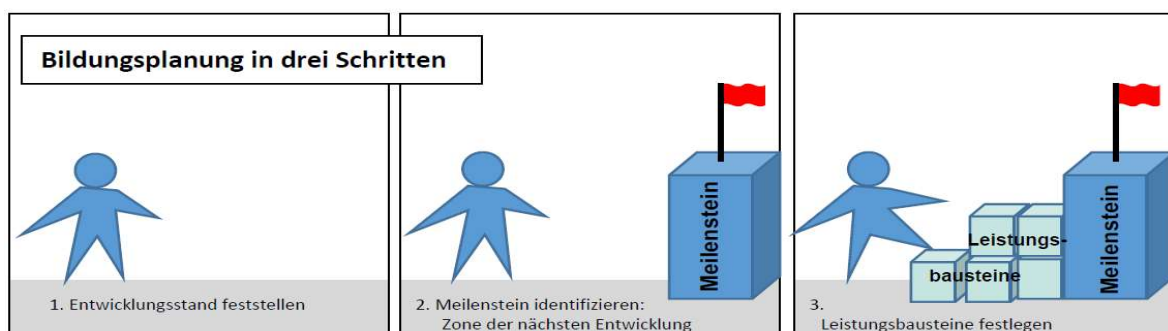 Bildungsplanung in drei Schritten
1. Entwicklungsstand feststellen
Meilenstein
2. Meilenstein identifizieren:
Zone der nächsten Entwicklung
Leistungs-
bausteine
Meilenstein
3.
Leistungsbausteine festlegen